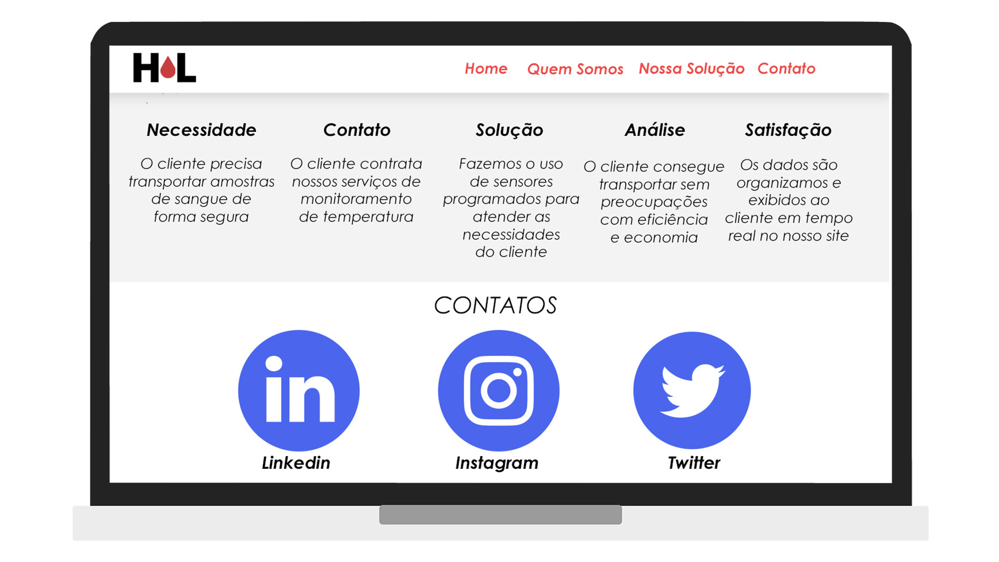 HL
Home Quem Somos Nossa Solução Contato
Necessidade
O cliente precisa
transportar amostras
de sangue de
forma segura
Contato
O cliente contrata
nossos serviços de
monitoramento
de temperatura
Solução
Fazemos o uso
de sensores
programados para
atender as
necessidades
do cliente
Análise
O cliente consegue
transportar sem
preocupações
com eficiência
e economia
Satisfação
Os dados são
organizamos e
exibidos ao
cliente em tempo
real no nosso site
CONTATOS
in
Linkedin
Instagram
Twitter